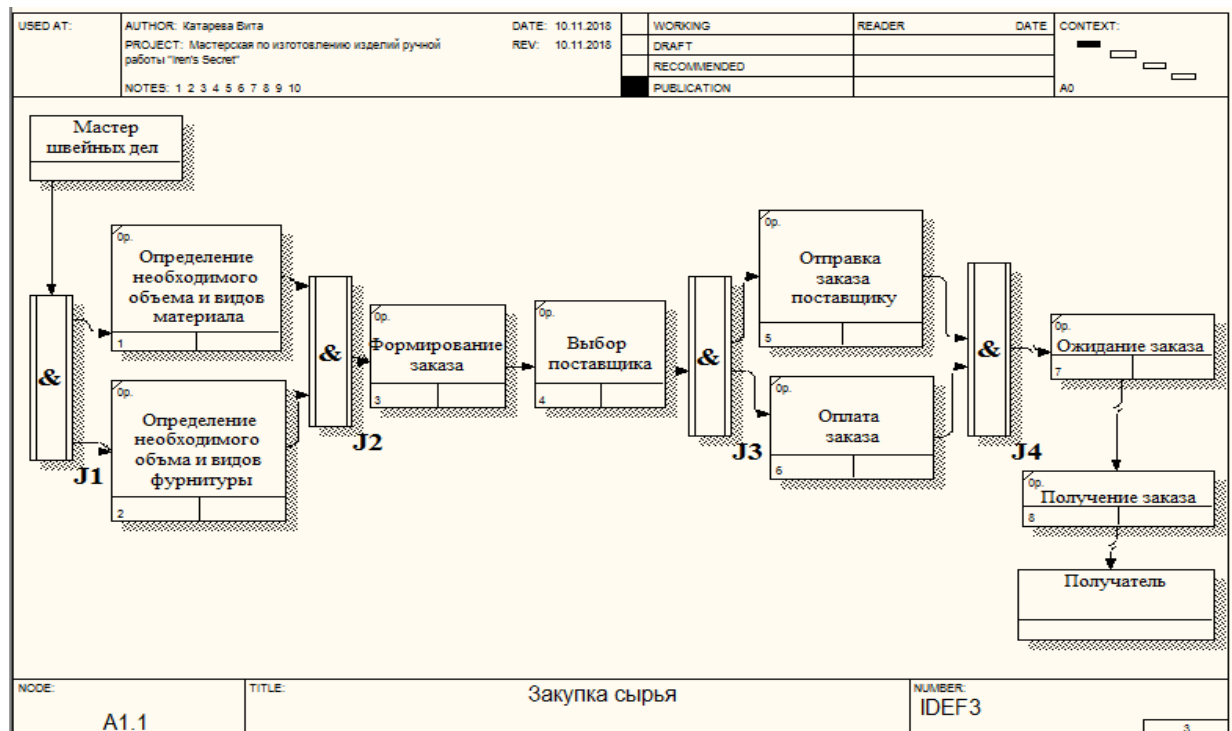 USED AT:
AUTHOR: Катарева Вита
DATE: 10.11.2018
PROJECT: Мастерская по изготовлению изделий ручной
работы "Iren's Secret"
REV: 10.11.2018
NOTES: 1 2 3 4 5 6 7 8 9 10
WORKING
DRAFT
RECOMMENDED
PUBLICATION
READER
DATE
CONTEXT:
A0
Мастер
швейных дел
&
J1
0р.
Определение
необходимого
объема и видов
материала
1
0р.
Определение
необходимого
объма и видов
фурнитуры
2
&
J2
0р.
Формирование
заказа
3
0р.
Выбор
поставщика
4
&
J3
0р.
Отправка
заказа
поставщику
5
0р.
Оплата
заказа
6
&
J4
0р.
Ожидание заказа
7
0р.
Получение заказа
8
Получатель
NODE:
A1.1
TITLE:
Закупка сырья
NUMBER:
IDEF3
3